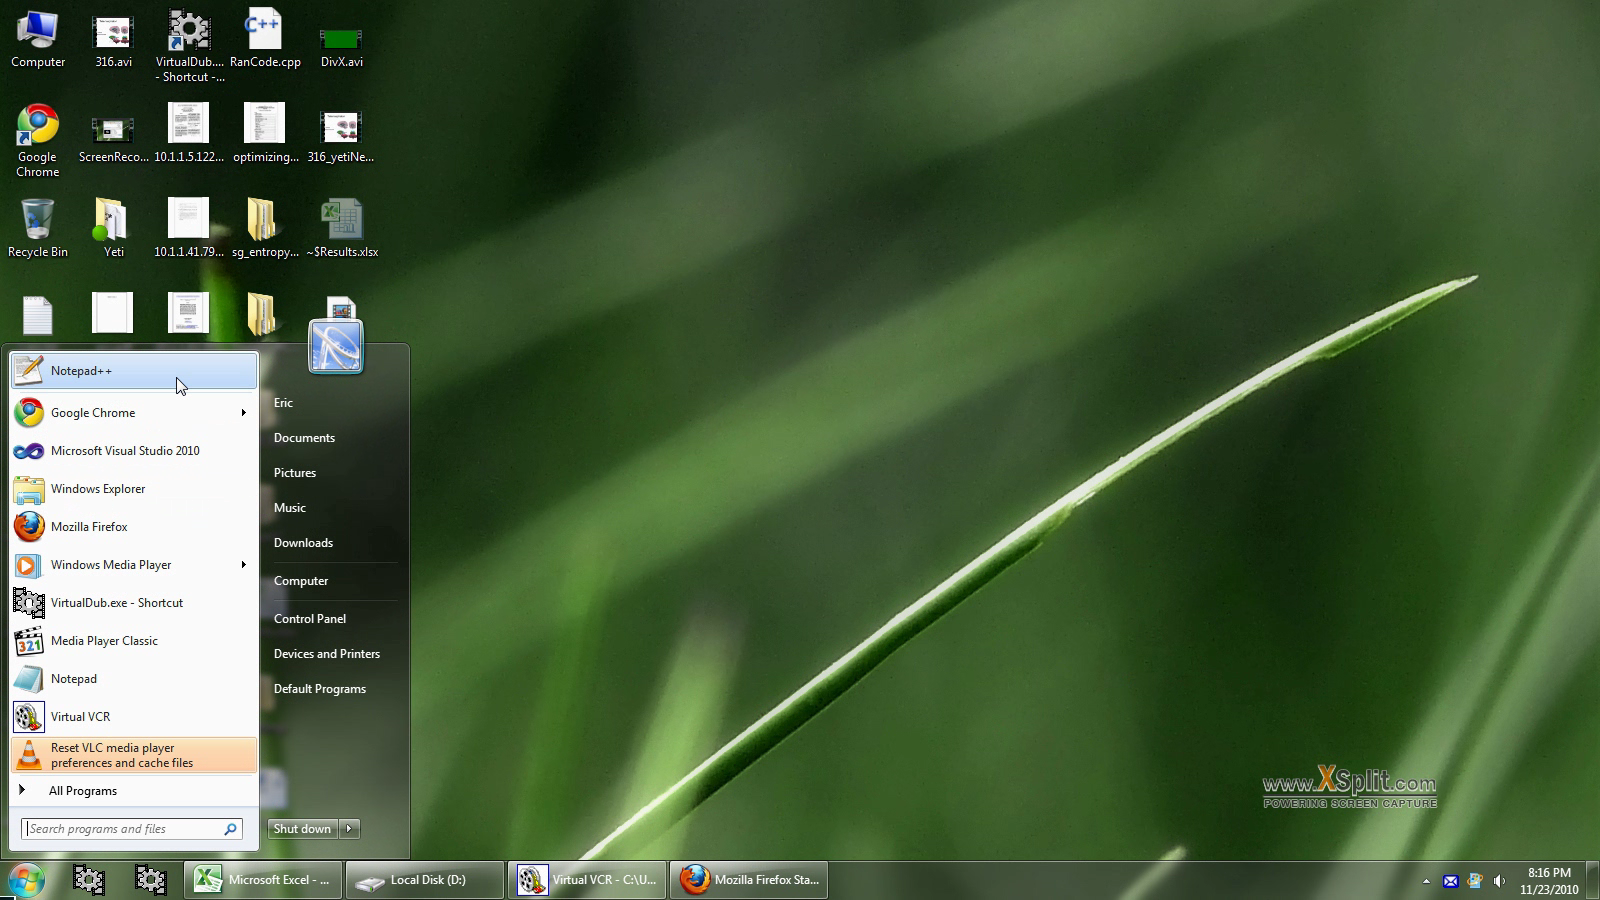 Computer
316.avi
VirtualDub....
- Shortcut -...
C++
RanCode.cpp
DivX.avi
Google
Chrome
ScreenReco...
10.1.1.5.122...
optimizing...
316_yetiNe...
Recycle Bin
Yeti
10.1.1.41.79...
sg_entropy...
~$Results.xlsx
Notepad++
Google Chrome
Microsoft Visual Studio 2010
Windows Explorer
Mozilla Firefox
Windows Media Player
VirtualDub.exe - Shortcut
321
Media Player Classic
Notepad
Virtual VCR
Reset VLC media player
preferences and cache files
All Programs
Search programs and files
Eric
Documents
Pictures
Music
Downloads
Computer
Control Panel
Devices and Printers
Default Programs
Shut down
www.XSplit.com
POWERING SCREEN CAPTURE
Microsoft Excel - ...
Local Disk (D:)
Virtual VCR - C:\U...
Mozilla Firefox Sta...
8:16 PM
11/23/2010